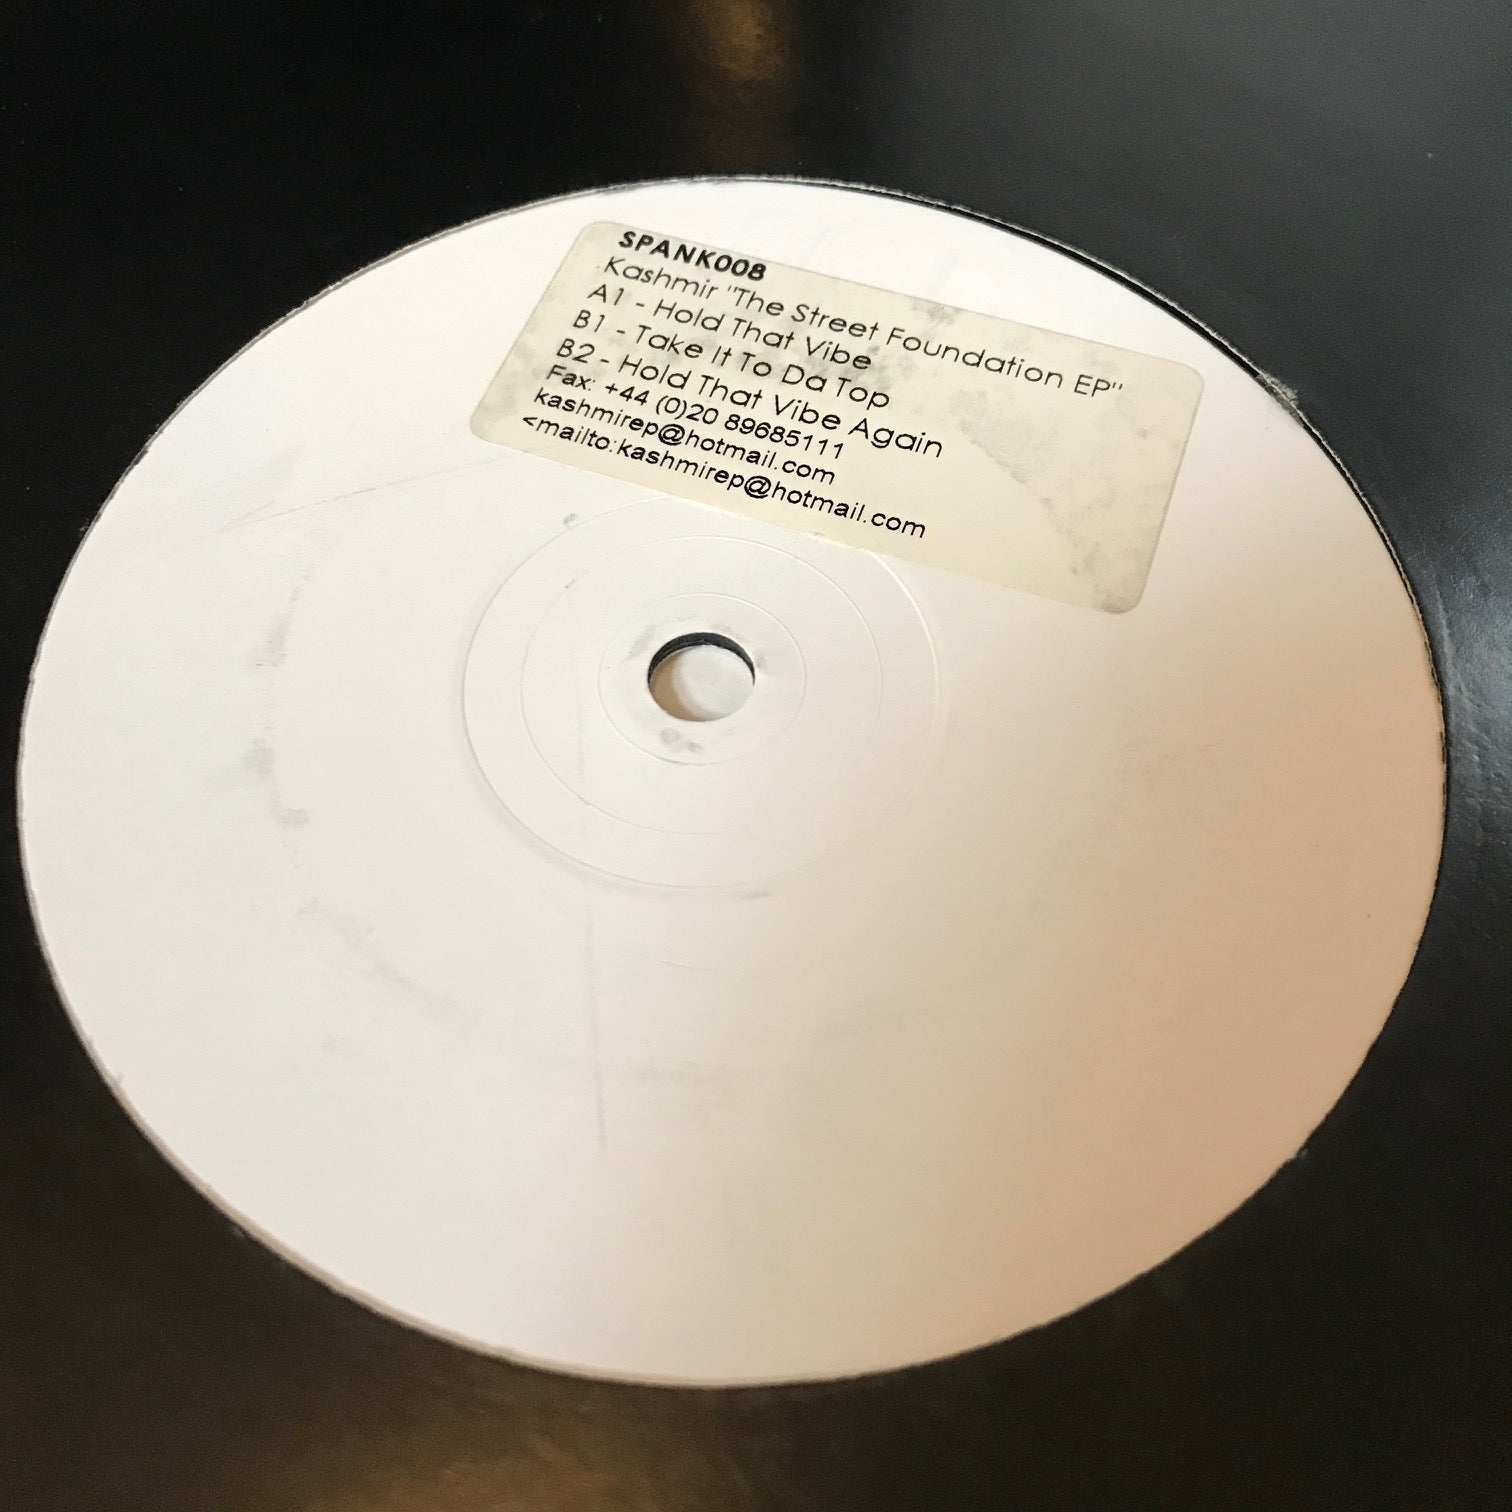 SPANK008
Kashmir "The Street Foundation EP"
A1 - Hold That Vibe
B1 - Take It To Da Top
B2 - Hold That Vibe Again
Fax: +44 (0)20 89685111
kashmirep@hotmail.com
<mailto:kashmirep@hotmail.com